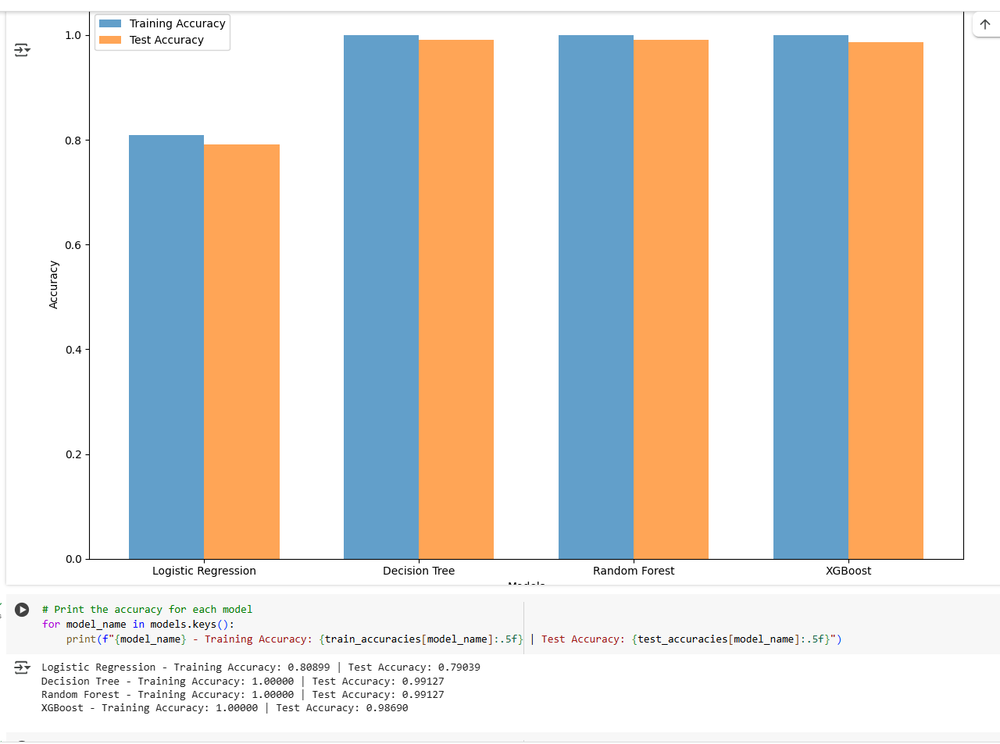 Training Accuracy
Test Accuracy
1.0
0.8
0.6
0.4
0.2
0.0
Accuracy
Logistic Regression Decision Tree Random Forest XGBoost
Models
# Print the accuracy for each model
for model_name in models.keys():
    print(f"{model_name} - Training Accuracy: {train_accuracies[model_name]:.5f} | Test Accuracy: {test_accuracies[model_name]:.5f}")
Logistic Regression - Training Accuracy: 0.80899 | Test Accuracy: 0.79039
Decision Tree - Training Accuracy: 1.00000 | Test Accuracy: 0.99127
Random Forest - Training Accuracy: 1.00000 | Test Accuracy: 0.99127
XGBoost - Training Accuracy: 1.00000 | Test Accuracy: 0.98690